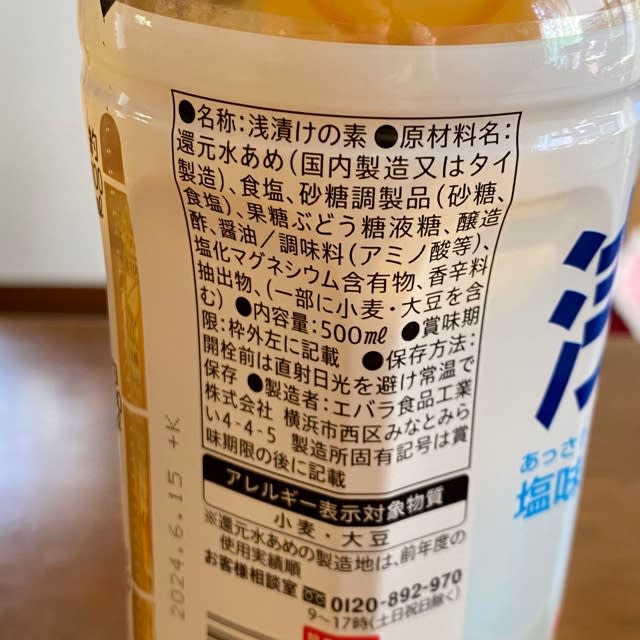 ●名称:浅漬けの素 ●原材料名:
還元水あめ(国内製造又はタイ
製造)、食塩、砂糖調製品(砂糖、
食塩)、果糖ぶどう糖液糖、醸造
酢、醤油/調味料(アミノ酸等)、
塩化マグネシウム含有物、香辛料
抽出物、(一部に小麦・大豆を含
む) ●内容量:500㎖ ●賞味期
限:枠外左に記載 ●保存方法:
開栓前は直射日光を避け常温で
保存 ●製造者:エバラ食品工業
株式会社 横浜市西区みなとみら
い4-4-5 製造所固有記号は賞
味期限の後に記載
アレルギー表示対象物質
小麦・大豆
※還元水あめの製造地は、前年度の
使用実績順
お客様相談室 0120-892-970
9~17時(土日祝日除く)
2024.6.15 +K
あっさ
塩味